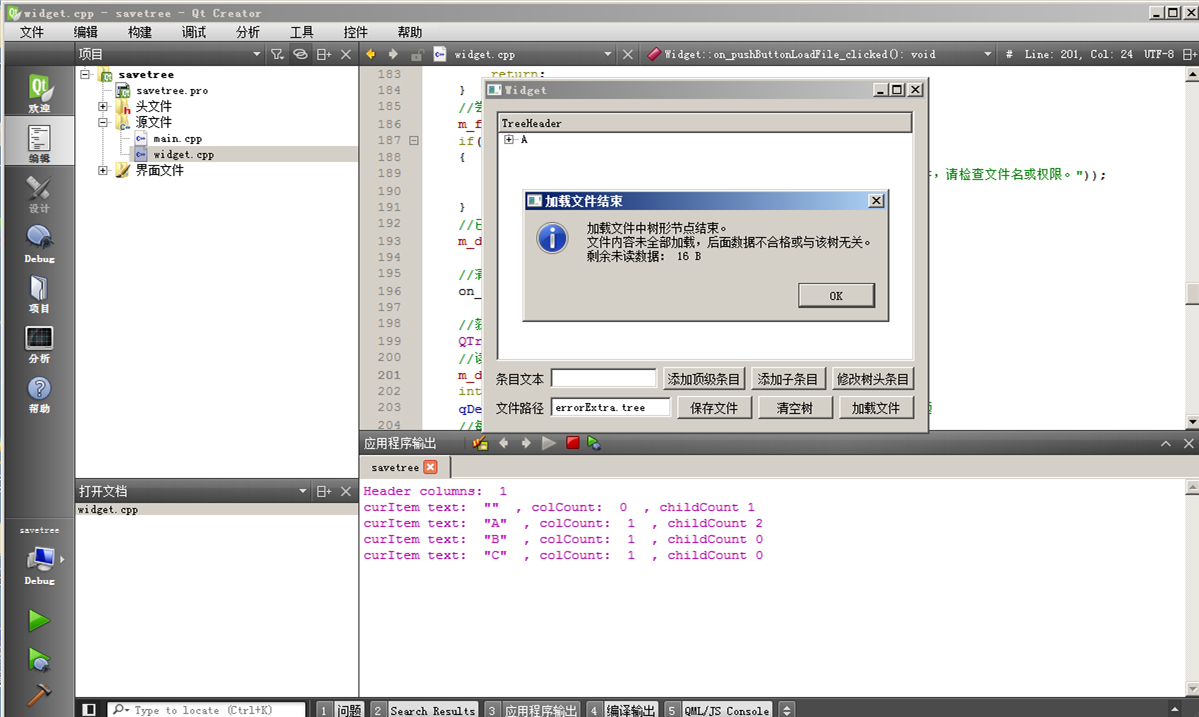 widget.cpp - savetree - Qt Creator
文件 编辑 构建 调试 分析 工具 控件 帮助
项目
widget.cpp
Widget::on_pushButtonLoadFile_clicked(): void
# Line: 201, Col: 24 UTF-8
欢迎
编辑
设计
Debug
项目
分析
帮助
savetree
savetree.pro
头文件
源文件
main.cpp
widget.cpp
界面文件
183 return;
184 }
185
186 m_f
187 if(
188 {
189 ，请检查文件名或权限。"));
190
191 }
192
193 m_d
194
195
196 on_
197
198
199 QTr
200
201 m_d
202 int
203 qDe
204
Widget
TreeHeader
A
加载文件结束
加载文件中树形节点结束。
文件内容未全部加载，后面数据不合格或与该树无关。
剩余未读数据： 16 B
OK
条目文本
添加顶级条目 添加子条目 修改树头条目
文件路径 errorExtra.tree 保存文件 清空树 加载文件
打开文档
widget.cpp
savetree
Debug
应用程序输出
savetree
Header columns: 1
curItem text: "" , colCount: 0 , childCount 1
curItem text: "A" , colCount: 1 , childCount 2
curItem text: "B" , colCount: 1 , childCount 0
curItem text: "C" , colCount: 1 , childCount 0
Type to locate (Ctrl+K)
1 问题 2 Search Results 3 应用程序输出 4 编译输出 5 QML/JS Console